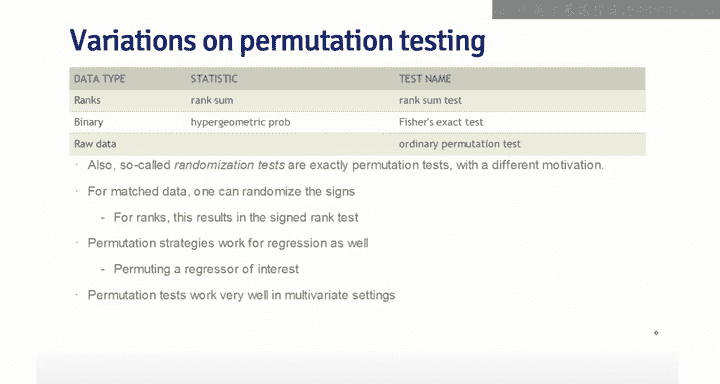 Variations on permutation testing
DATA TYPE STATISTIC TEST NAME
Ranks rank sum rank sum test
Binary hypergeometric prob Fisher's exact test
Raw data ordinary permutation test
· Also, so-called randomization tests are exactly permutation tests, with a different motivation.
· For matched data, one can randomize the signs
- For ranks, this results in the signed rank test
· Permutation strategies work for regression as well
- Permuting a regressor of interest
· Permutation tests work very well in multivariate settings